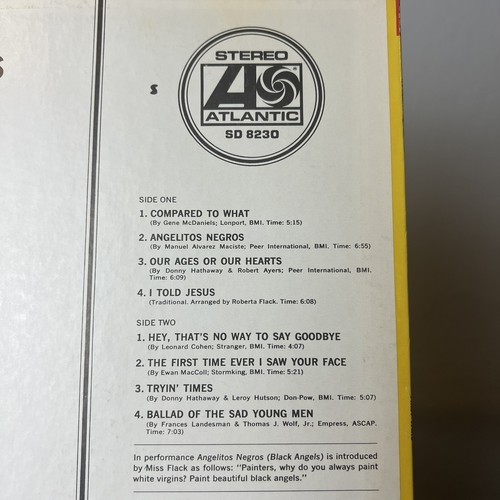 S
S
STEREO
ATLANTIC
SD 8230
SIDE ONE
1. COMPARED TO WHAT
(By Gene McDaniels; Lonport, BMI. Time: 5:15)
2. ANGELITOS NEGROS
(By Manuel Alvarez Maciste; Peer International, BMI. Time: 6:55)
3. OUR AGES OR OUR HEARTS
(By Donny Hathaway & Robert Ayers; Peer International, BMI.
Time: 6:09)
4. I TOLD JESUS
(Traditional. Arranged by Roberta Flack. Time: 6:08)
SIDE TWO
1. HEY, THAT'S NO WAY TO SAY GOODBYE
(By Leonard Cohen; Stranger, BMI. Time: 4:07)
2. THE FIRST TIME EVER I SAW YOUR FACE
(By Ewan MacColl; Stormking, BMI. Time: 5:21)
3. TRYIN' TIMES
(By Donny Hathaway & Leroy Hutson; Don-Pow, BMI. Time: 5:07)
4. BALLAD OF THE SAD YOUNG MEN
(By Frances Landesman & Thomas J. Wolf, Jr.; Empress, ASCAP.
Time: 7:03)
In performance Angelitos Negros (Black Angels) is introduced
by Miss Flack as follows: "Painters, why do you always paint
white virgins? Paint beautiful black angels."